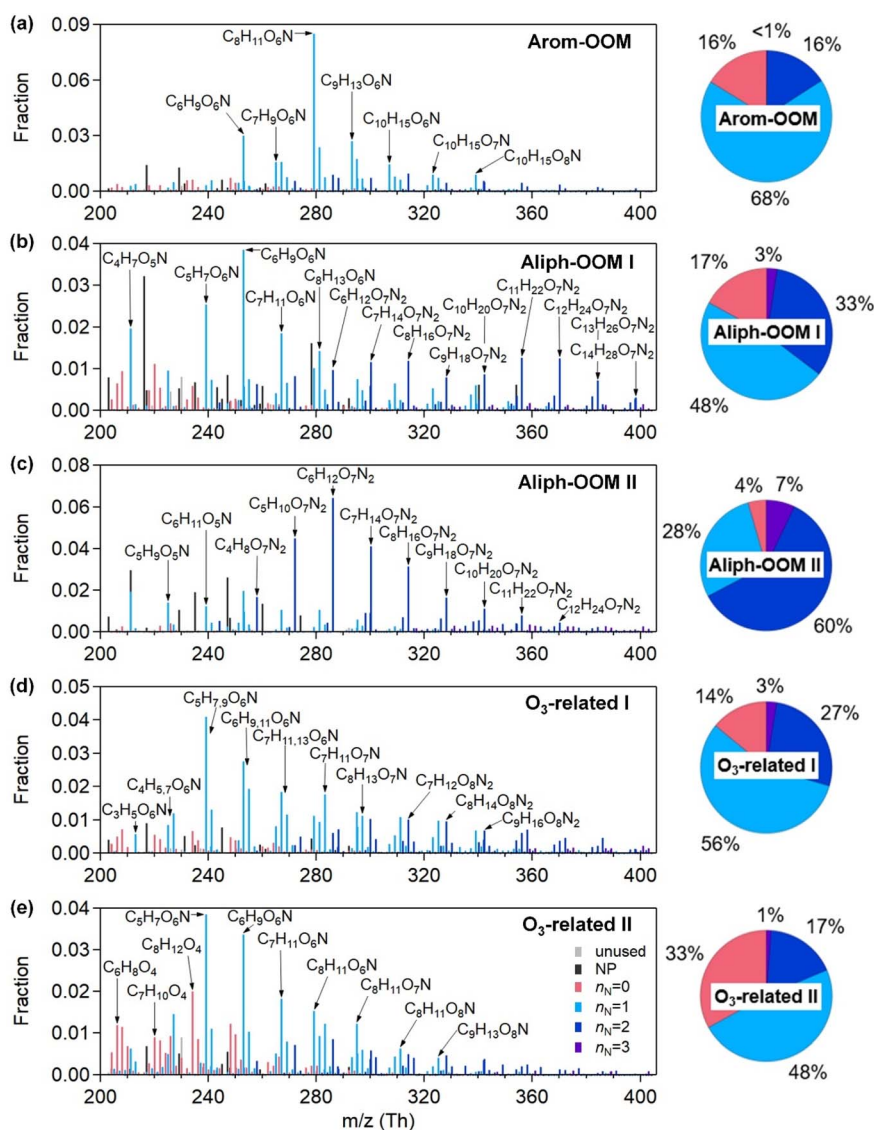 (a)
Arom-OOM
Fraction
0.09
0.06
0.03
0.00
C₈H₁₁O₆N
C₉H₁₃O₆N
C₆H₉O₆N
C₇H₉O₆N
C₁₀H₁₅O₆N
C₁₀H₁₅O₇N
C₁₀H₁₅O₈N
200 240 280 320 360 400
16% <1% 16%
Arom-OOM
68%
(b)
Aliph-OOM I
Fraction
0.04
0.03
0.02
0.01
0.00
C₄H₇O₅N
C₅H₇O₆N
C₆H₉O₆N
C₇H₁₁O₆N
C₈H₁₃O₆N
C₆H₁₂O₇N₂
C₇H₁₄O₇N₂
C₈H₁₆O₇N₂
C₉H₁₈O₇N₂
C₁₀H₂₀O₇N₂
C₁₁H₂₂O₇N₂
C₁₂H₂₄O₇N₂
C₁₃H₂₆O₇N₂
C₁₄H₂₈O₇N₂
200 240 280 320 360 400
17% 3%
33%
Aliph-OOM I
48%
(c)
Aliph-OOM II
Fraction
0.08
0.06
0.04
0.02
0.00
C₅H₉O₅N
C₆H₁₁O₅N
C₄H₈O₇N₂
C₅H₁₀O₇N₂
C₆H₁₂O₇N₂
C₇H₁₄O₇N₂
C₈H₁₆O₇N₂
C₉H₁₈O₇N₂
C₁₀H₂₀O₇N₂
C₁₁H₂₂O₇N₂
C₁₂H₂₄O₇N₂
200 240 280 320 360 400
4% 7%
28%
Aliph-OOM II
60%
(d)
O₃-related I
Fraction
0.05
0.04
0.03
0.02
0.01
0.00
C₃H₅O₆N
C₄H₅,₇O₆N
C₅H₇,₉O₆N
C₆H₉,₁₁O₆N
C₇H₁₁,₁₃O₆N
C₇H₁₁O₇N
C₈H₁₃O₇N
C₇H₁₂O₈N₂
C₈H₁₄O₈N₂
C₉H₁₆O₈N₂
200 240 280 320 360 400
14% 3%
27%
O₃-related I
56%
(e)
O₃-related II
Fraction
0.04
0.03
0.02
0.01
0.00
C₅H₇O₆N
C₈H₁₂O₄
C₆H₈O₄
C₇H₁₀O₄
C₆H₉O₆N
C₇H₁₁O₆N
C₈H₁₁O₆N
C₈H₁₁O₇N
C₈H₁₁O₈N
C₉H₁₃O₈N
unused
NP
nN=0
nN=1
nN=2
nN=3
200 240 280 320 360 400
m/z (Th)
1%
17%
33%
O₃-related II
48%